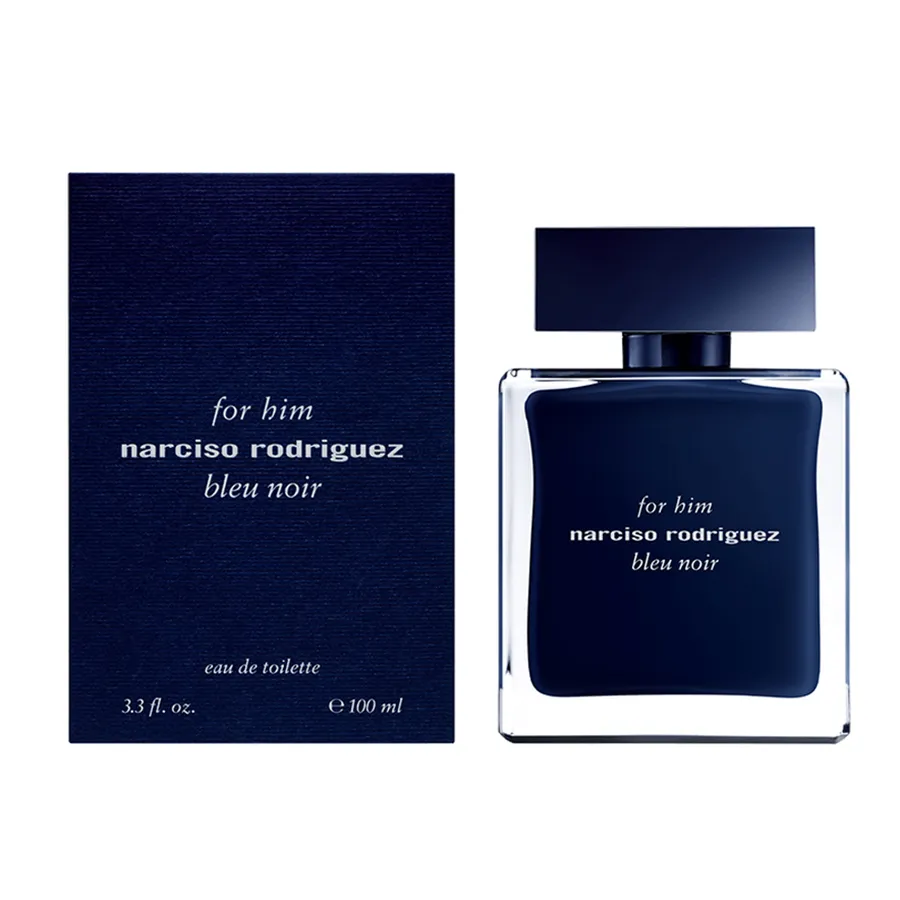 for him
narciso rodriguez
bleu noir
eau de toilette
3.3 fl. oz. ℮ 100 ml
for him
narciso rodriguez
bleu noir